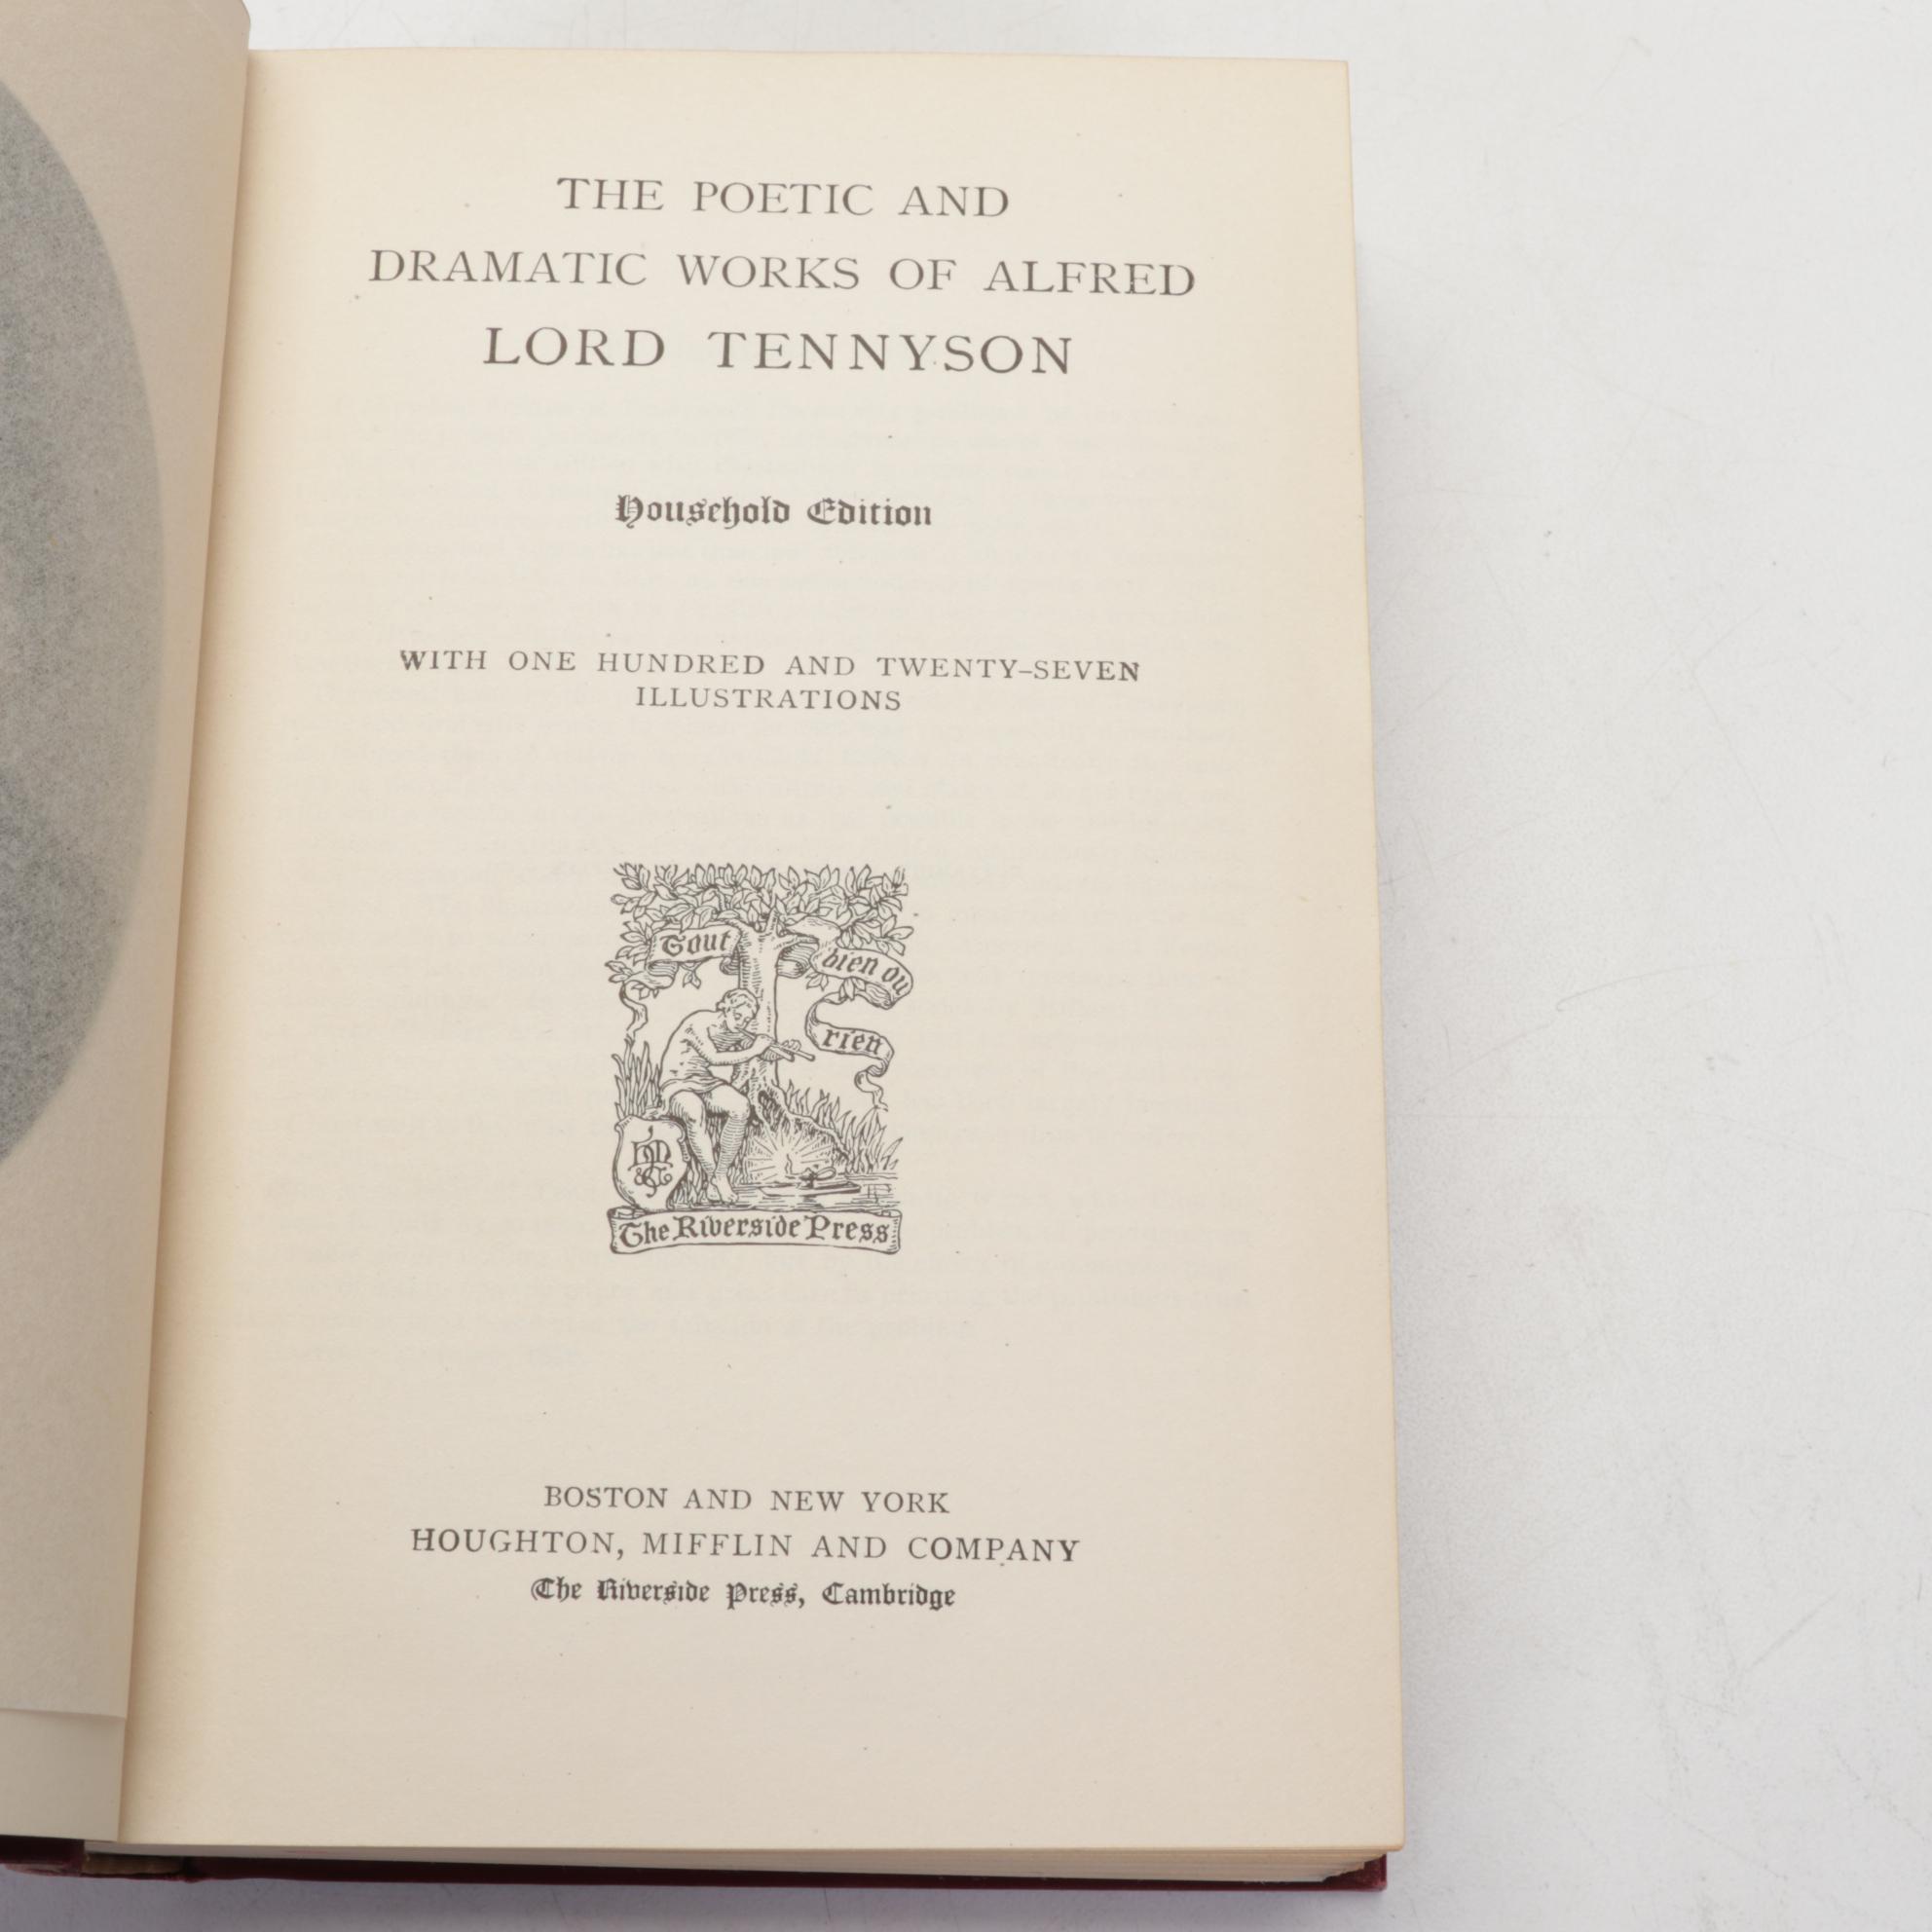 THE POETIC AND
DRAMATIC WORKS OF ALFRED
LORD TENNYSON
Household Edition
WITH ONE HUNDRED AND TWENTY-SEVEN
ILLUSTRATIONS
Tout
bien ou
rien
The Riverside Press
BOSTON AND NEW YORK
HOUGHTON, MIFFLIN AND COMPANY
The Riverside Press, Cambridge